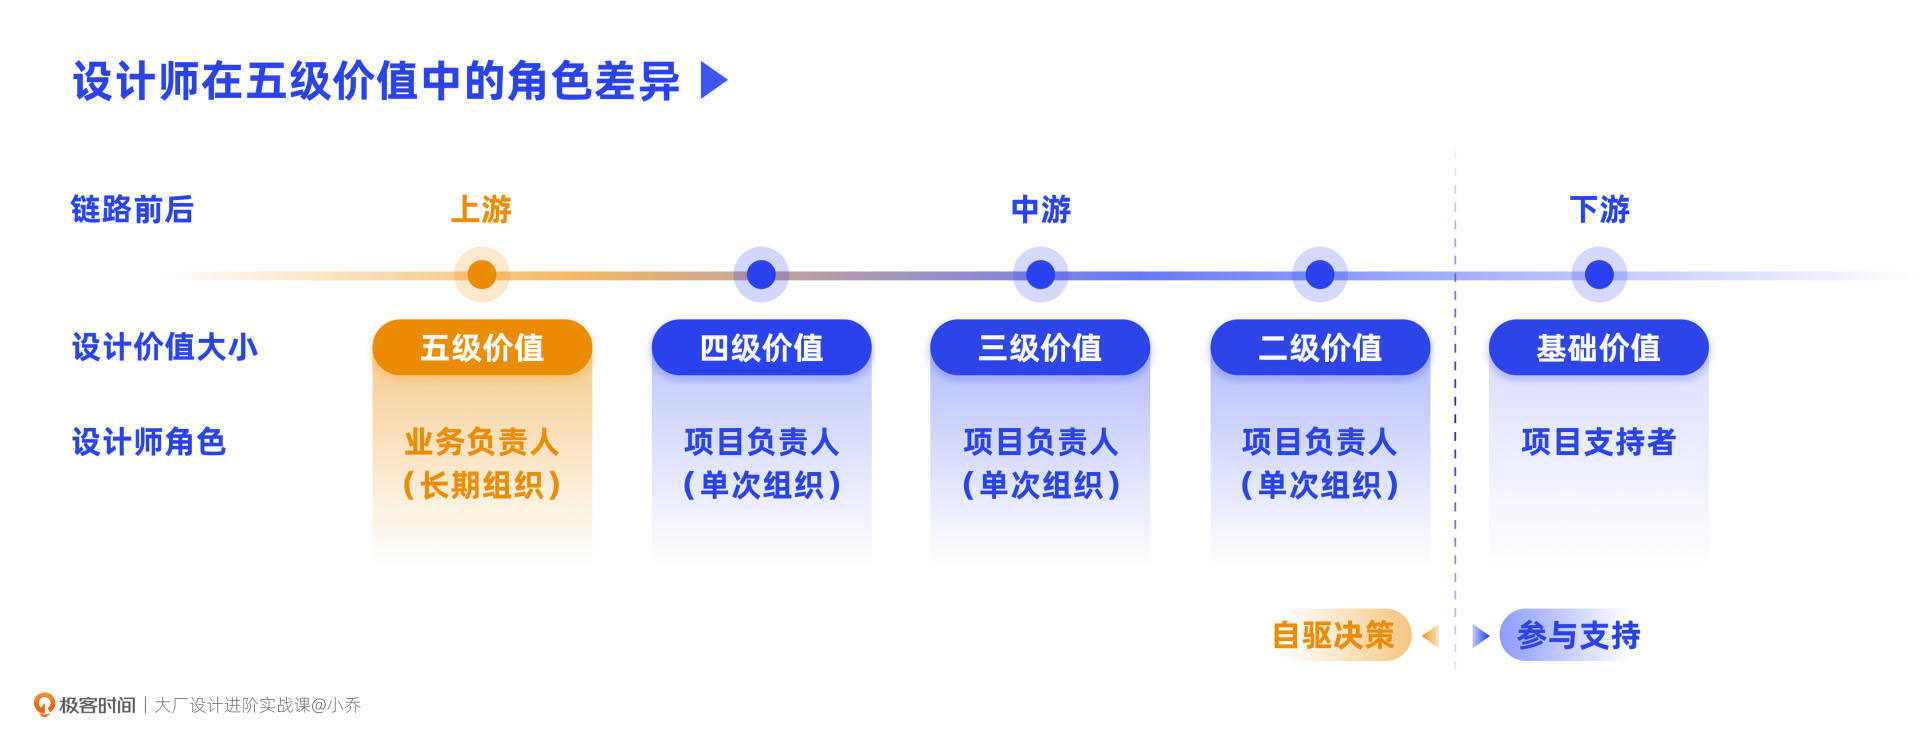 设计师在五级价值中的角色差异
链路前后
上游
中游
下游
设计价值大小
五级价值
四级价值
三级价值
二级价值
基础价值
设计师角色
业务负责人
（长期组织）
项目负责人
（单次组织）
项目负责人
（单次组织）
项目负责人
（单次组织）
项目支持者
自驱决策
参与支持
极客时间｜大厂设计进阶实战课@小乔